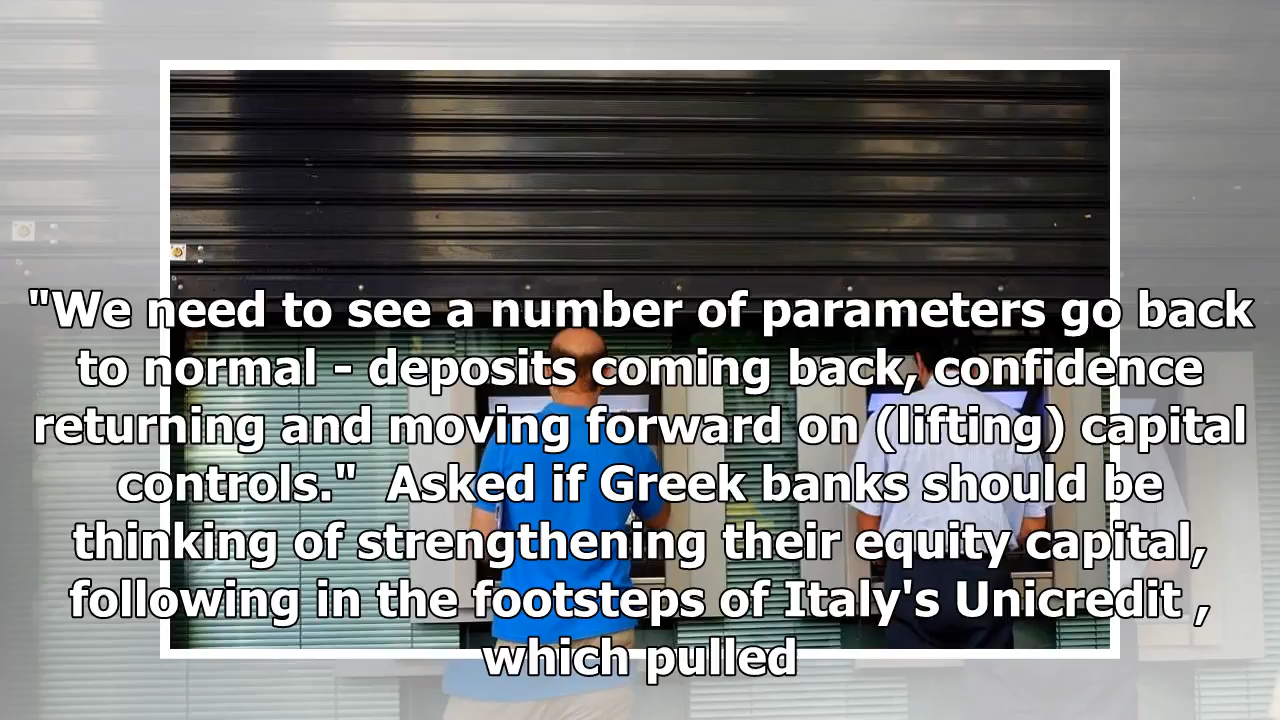 "We need to see a number of parameters go back
to normal - deposits coming back, confidence
returning and moving forward on (lifting) capital
controls."  Asked if Greek banks should be
thinking of strengthening their equity capital,
following in the footsteps of Italy's Unicredit ,
which pulled